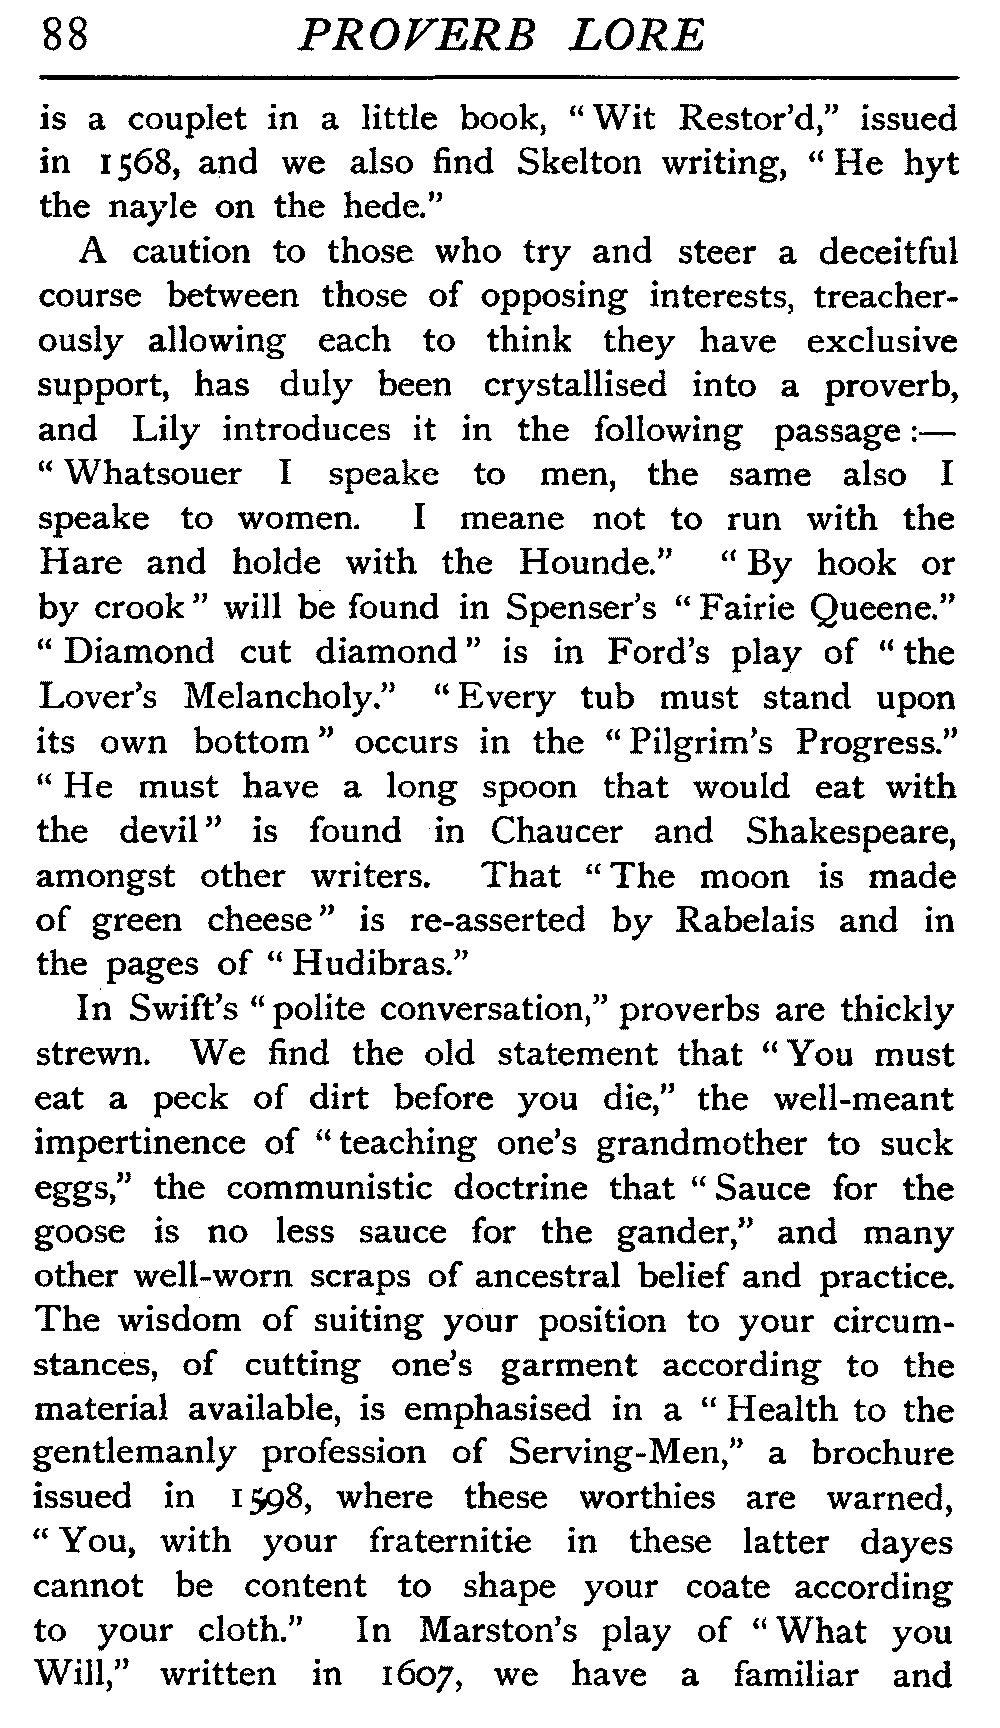 88 PROVERB LORE
is a couplet in a little book, “Wit Restor’d,” issued
in 1568, and we also find Skelton writing, “He hyt
the nayle on the hede.”
A caution to those who try and steer a deceitful
course between those of opposing interests, treacher-
ously allowing each to think they have exclusive
support, has duly been crystallised into a proverb,
and Lily introduces it in the following passage :—
“Whatsouer I speake to men, the same also I
speake to women. I meane not to run with the
Hare and holde with the Hounde.” “By hook or
by crook” will be found in Spenser’s “Fairie Queene.”
“Diamond cut diamond” is in Ford’s play of “the
Lover’s Melancholy.” “Every tub must stand upon
its own bottom” occurs in the “Pilgrim’s Progress.”
“He must have a long spoon that would eat with
the devil” is found in Chaucer and Shakespeare,
amongst other writers. That “The moon is made
of green cheese” is re-asserted by Rabelais and in
the pages of “Hudibras.”
In Swift’s “polite conversation,” proverbs are thickly
strewn. We find the old statement that “You must
eat a peck of dirt before you die,” the well-meant
impertinence of “teaching one’s grandmother to suck
eggs,” the communistic doctrine that “Sauce for the
goose is no less sauce for the gander,” and many
other well-worn scraps of ancestral belief and practice.
The wisdom of suiting your position to your circum-
stances, of cutting one’s garment according to the
material available, is emphasised in a “Health to the
gentlemanly profession of Serving-Men,” a brochure
issued in 1598, where these worthies are warned,
“You, with your fraternitie in these latter dayes
cannot be content to shape your coate according
to your cloth.” In Marston’s play of “What you
Will,” written in 1607, we have a familiar and